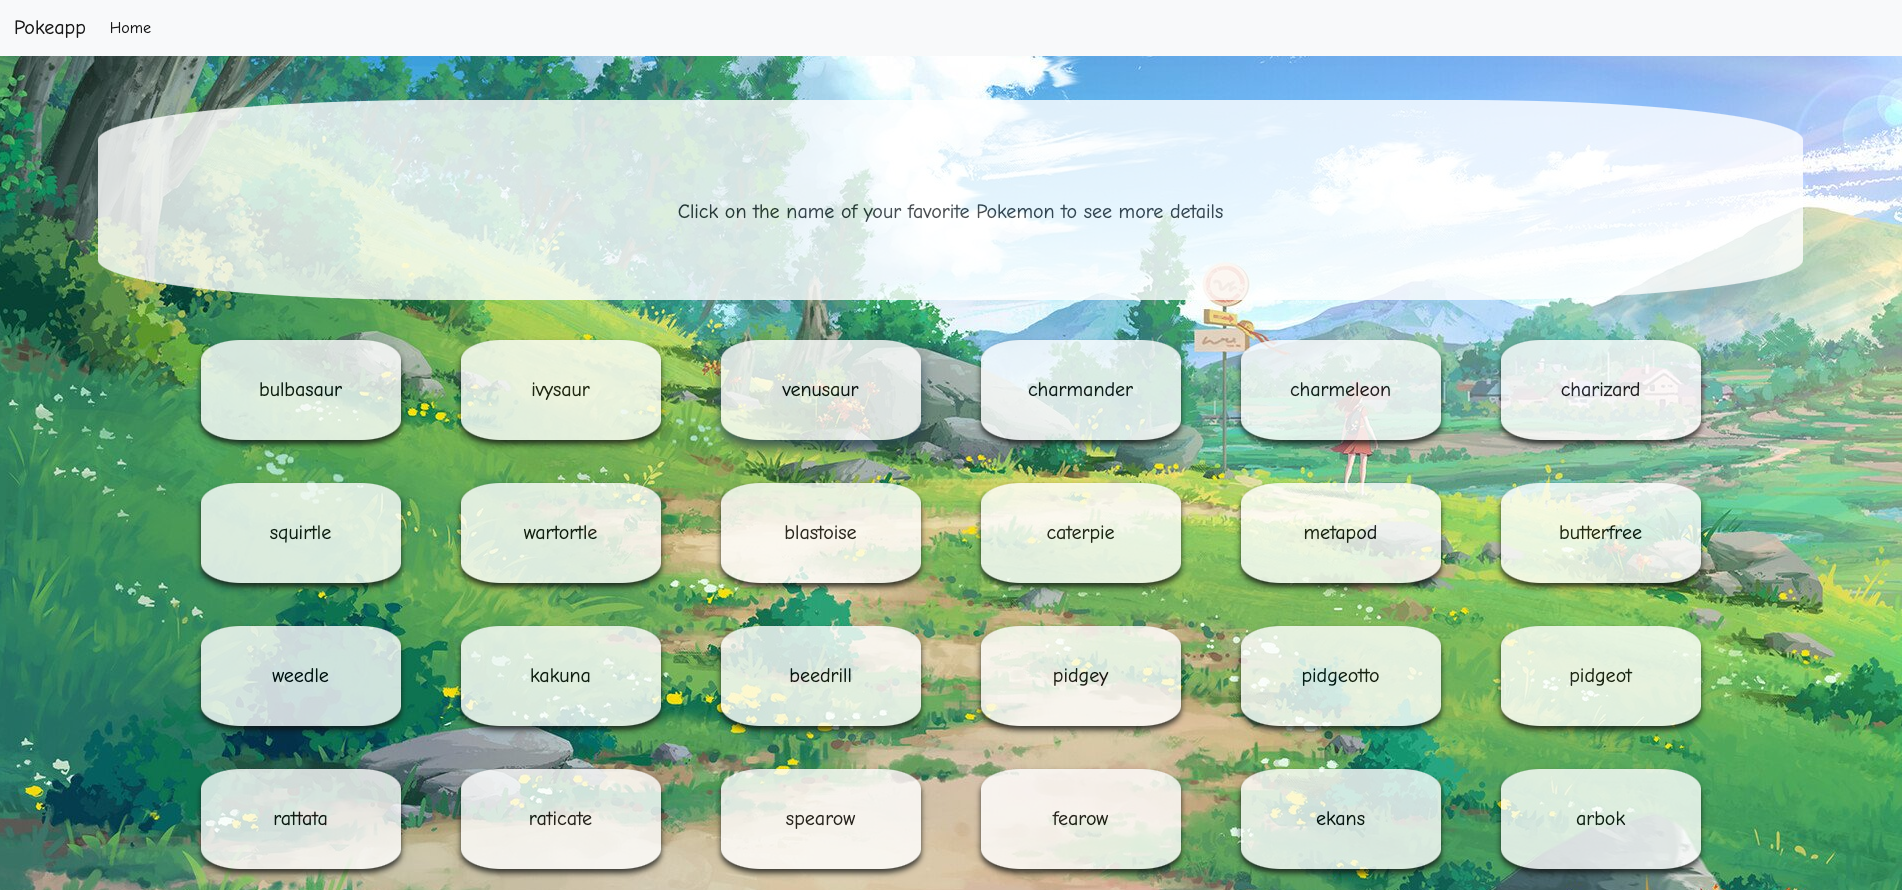 Pokeapp Home
Click on the name of your favorite Pokemon to see more details
bulbasaur ivysaur venusaur charmander charmeleon charizard
squirtle wartortle blastoise caterpie metapod butterfree
weedle kakuna beedrill pidgey pidgeotto pidgeot
rattata raticate spearow fearow ekans arbok